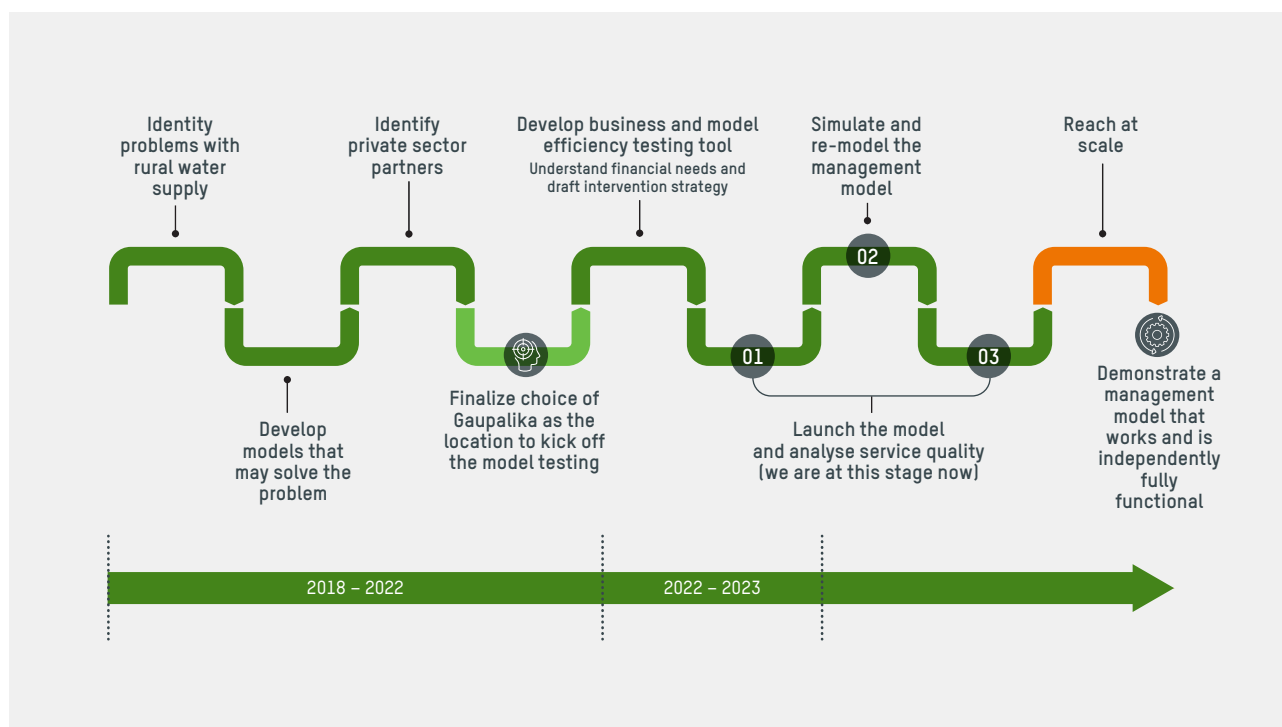 Identity
problems with
rural water
supply
Identify
private sector
partners
Develop business and model
efficiency testing tool
Understand financial needs and
draft intervention strategy
Simulate and
re-model the
management
model
Reach at
scale
02
01
03
Develop
models that
may solve the
problem
Finalize choice of
Gaupalika as the
location to kick off
the model testing
Launch the model
and analyse service quality
(we are at this stage now)
Demonstrate a
management
model that
works and is
independently
fully
functional
2018 – 2022
2022 – 2023